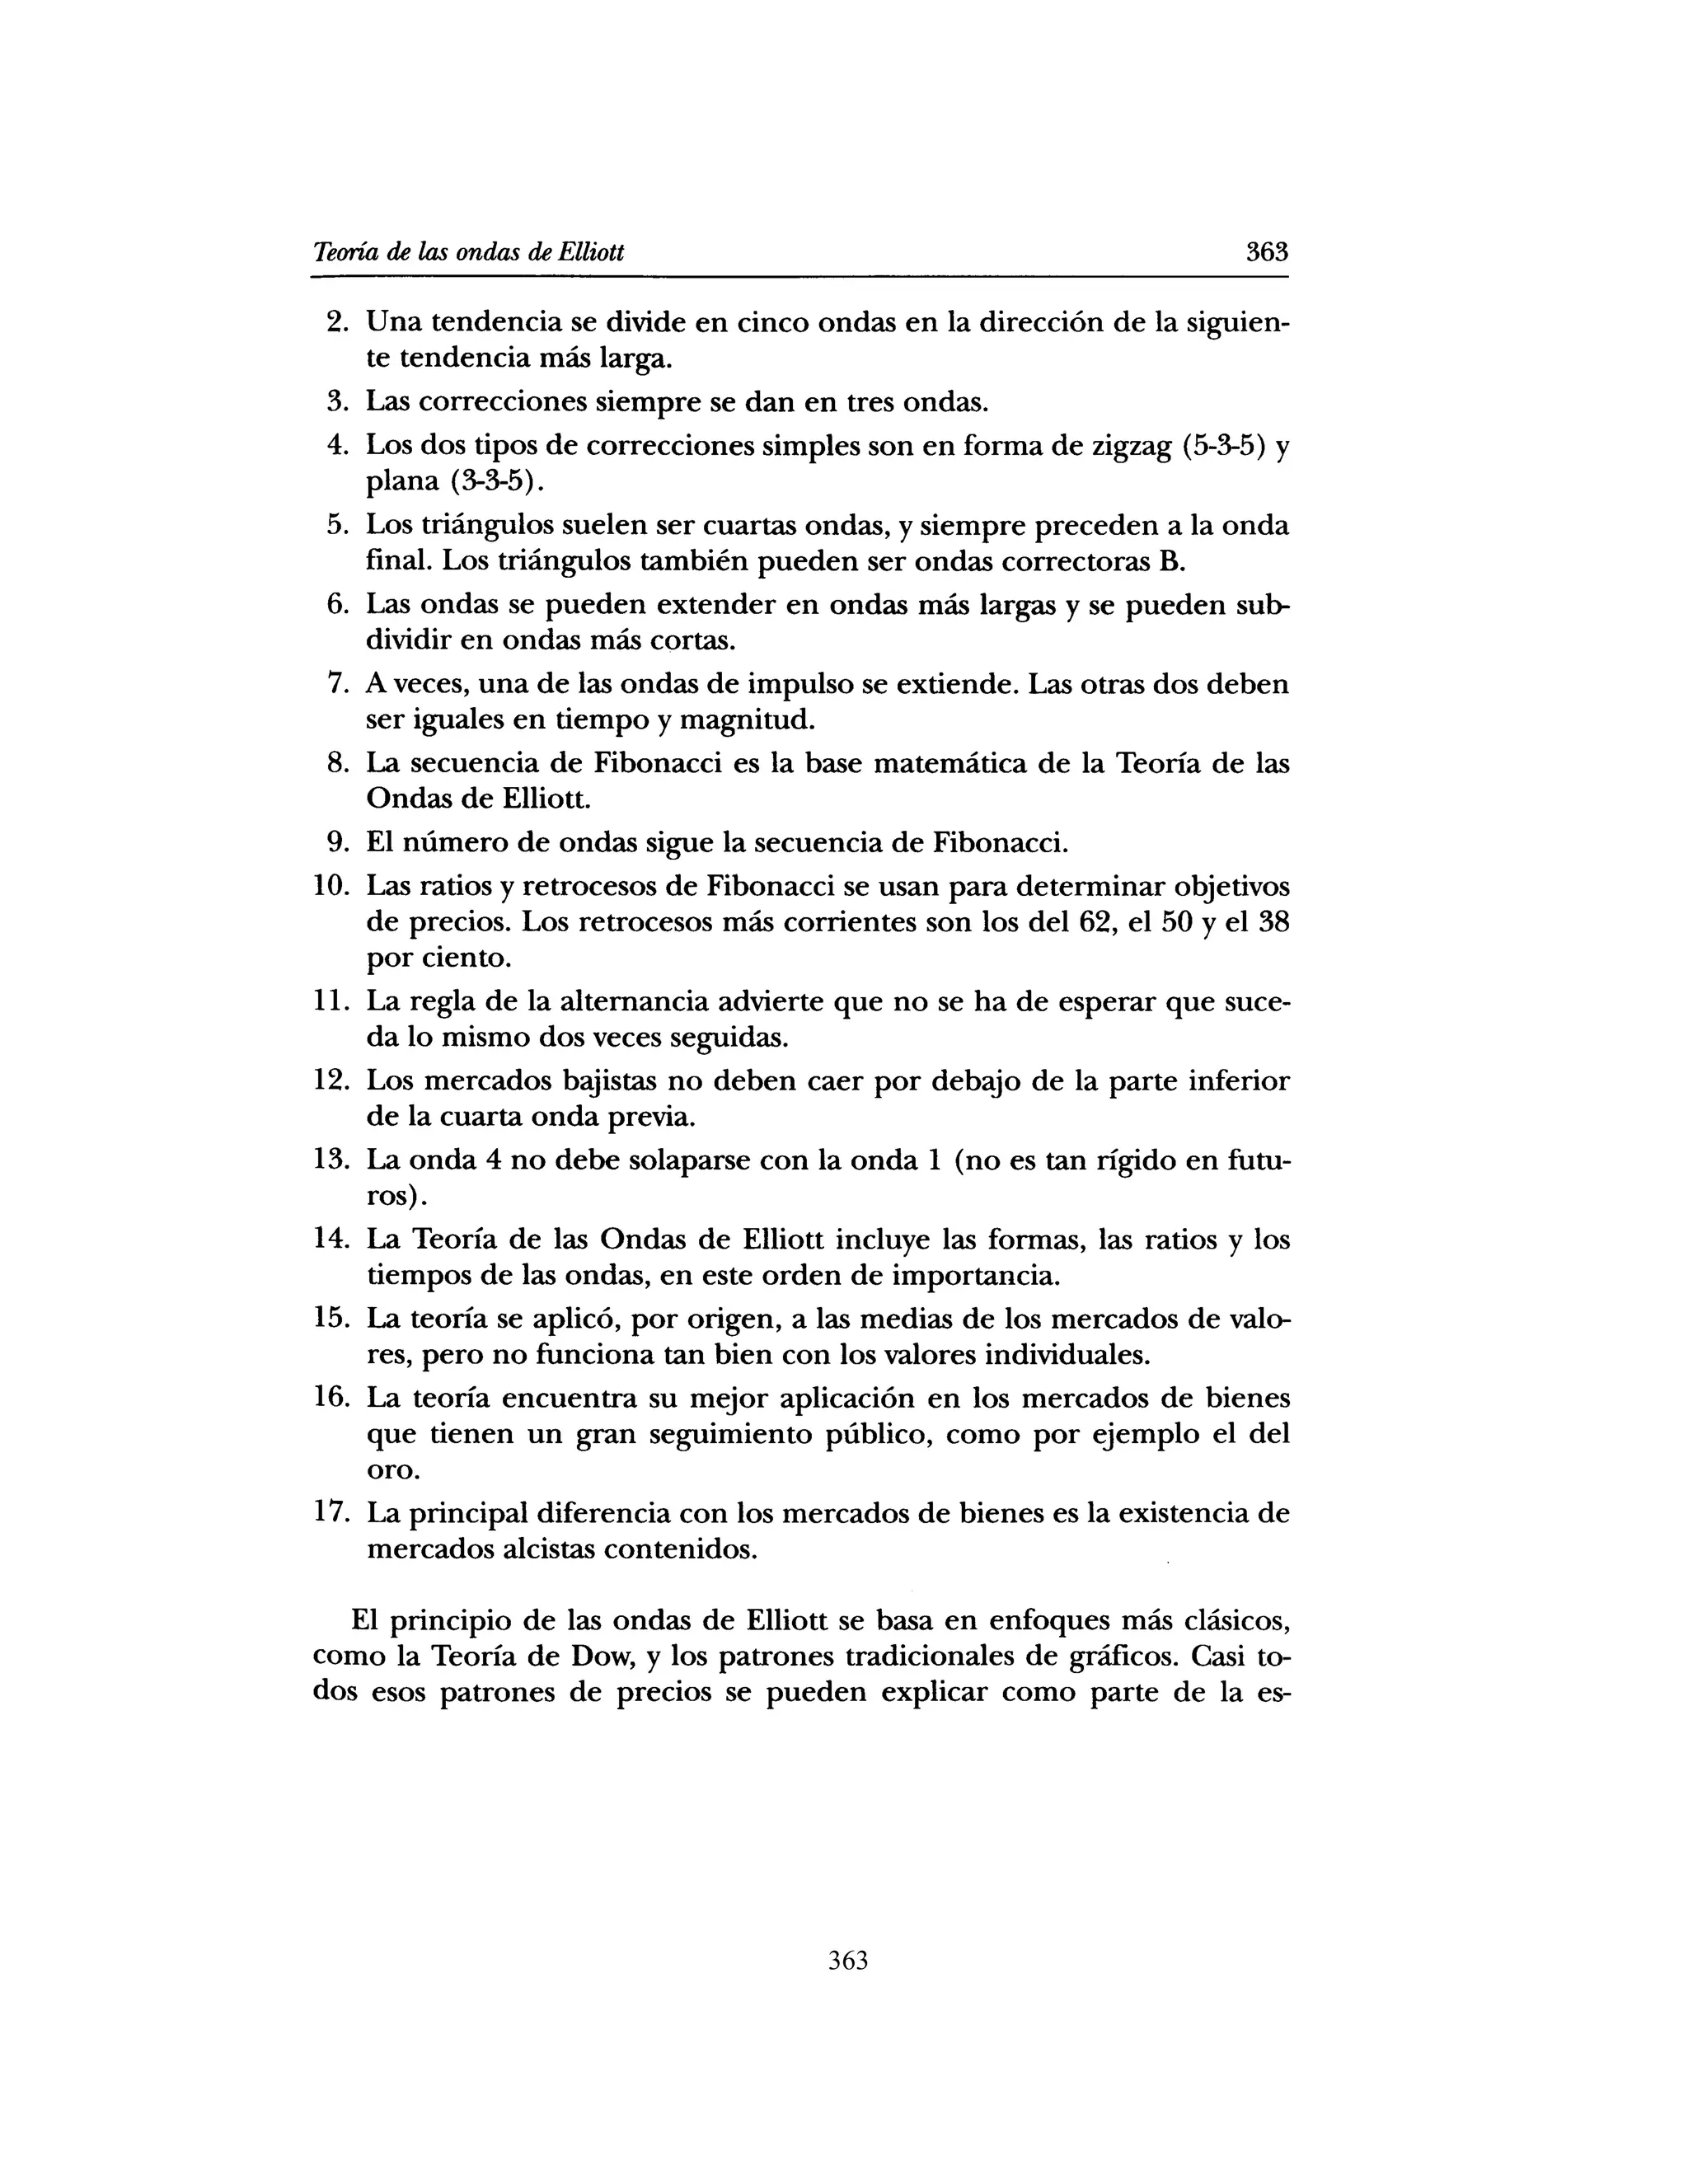 Teoría de las ondas de Elliott 363
2. Una tendencia se divide en cinco ondas en la dirección de la siguien-
te tendencia más larga.
3. Las correcciones siempre se dan en tres ondas.
4. Los dos tipos de correcciones simples son en forma de zigzag (5-3-5) y
plana (3-3-5).
5. Los triángulos suelen ser cuartas ondas, y siempre preceden a la onda
final. Los triángulos también pueden ser ondas correctoras B.
6. Las ondas se pueden extender en ondas más largas y se pueden sub-
dividir en ondas más cortas.
7. A veces, una de las ondas de impulso se extiende. Las otras dos deben
ser iguales en tiempo y magnitud.
8. La secuencia de Fibonacci es la base matemática de la Teoría de las
Ondas de Elliott.
9. El número de ondas sigue la secuencia de Fibonacci.
10. Las ratios y retrocesos de Fibonacci se usan para determinar objetivos
de precios. Los retrocesos más corrientes son los del 62, el 50 y el 38
por ciento.
11. La regla de la alternancia advierte que no se ha de esperar que suce-
da lo mismo dos veces seguidas.
12. Los mercados bajistas no deben caer por debajo de la parte inferior
de la cuarta onda previa.
13. La onda 4 no debe solaparse con la onda 1 (no es tan rígido en futu-
ros).
14. La Teoría de las Ondas de Elliott incluye las formas, las ratios y los
tiempos de las ondas, en este orden de importancia.
15. La teoría se aplicó, por origen, a las medias de los mercados de valo-
res, pero no funciona tan bien con los valores individuales.
16. La teoría encuentra su mejor aplicación en los mercados de bienes
que tienen un gran seguimiento público, como por ejemplo el del
oro.
17. La principal diferencia con los mercados de bienes es la existencia de
mercados alcistas contenidos.
El principio de las ondas de Elliott se basa en enfoques más clásicos,
como la Teoría de Dow, y los patrones tradicionales de gráficos. Casi to-
dos esos patrones de precios se pueden explicar como parte de la es-
363